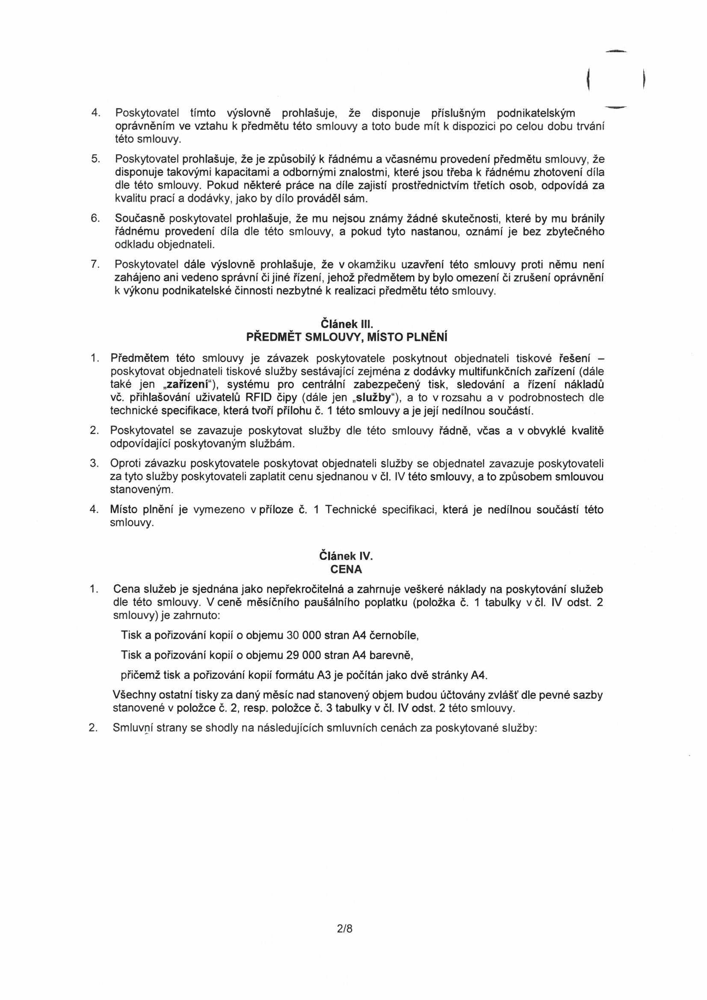 4. Poskytovatel tímto výslovně prohlašuje, že disponuje příslušným podnikatelským
oprávněním ve vztahu k předmětu této smlouvy a toto bude mít k dispozici po celou dobu trvání
této smlouvy.
5. Poskytovatel prohlašuje, že je způsobilý k řádnému a včasnému provedení předmětu smlouvy, že
disponuje takovými kapacitami a odbornými znalostmi, které jsou třeba k řádnému zhotovení díla
dle této smlouvy. Pokud některé práce na díle zajistí prostřednictvím třetích osob, odpovídá za
kvalitu prací a dodávky, jako by dílo prováděl sám.
6. Současně poskytovatel prohlašuje, že mu nejsou známy žádné skutečnosti, které by mu bránily
řádnému provedení díla dle této smlouvy, a pokud tyto nastanou, oznámí je bez zbytečného
odkladu objednateli.
7. Poskytovatel dále výslovně prohlašuje, že v okamžiku uzavření této smlouvy proti němu není
zahájeno ani vedeno správní či jiné řízení, jehož předmětem by bylo omezení či zrušení oprávnění
k výkonu podnikatelské činnosti nezbytné k realizaci předmětu této smlouvy.
Článek III.
PŘEDMĚT SMLOUVY, MÍSTO PLNĚNÍ
1. Předmětem této smlouvy je závazek poskytovatele poskytnout objednateli tiskové řešení –
poskytovat objednateli tiskové služby sestávající zejména z dodávky multifunkčních zařízení (dále
také jen „zařízení“), systému pro centrální zabezpečený tisk, sledování a řízení nákladů
vč. přihlašování uživatelů RFID čipy (dále jen „služby“), a to v rozsahu a v podrobnostech dle
technické specifikace, která tvoří přílohu č. 1 této smlouvy a je její nedílnou součástí.
2. Poskytovatel se zavazuje poskytovat služby dle této smlouvy řádně, včas a v obvyklé kvalitě
odpovídající poskytovaným službám.
3. Oproti závazku poskytovatele poskytovat objednateli služby se objednatel zavazuje poskytovateli
za tyto služby poskytovateli zaplatit cenu sjednanou v čl. IV této smlouvy, a to způsobem smlouvou
stanoveným.
4. Místo plnění je vymezeno v příloze č. 1 Technické specifikaci, která je nedílnou součástí této
smlouvy.
Článek IV.
CENA
1. Cena služeb je sjednána jako nepřekročitelná a zahrnuje veškeré náklady na poskytování služeb
dle této smlouvy. V ceně měsíčního paušálního poplatku (položka č. 1 tabulky v čl. IV odst. 2
smlouvy) je zahrnuto:
Tisk a pořizování kopií o objemu 30 000 stran A4 černobíle,
Tisk a pořizování kopií o objemu 29 000 stran A4 barevně,
přičemž tisk a pořizování kopií formátu A3 je počítán jako dvě stránky A4.
Všechny ostatní tisky za daný měsíc nad stanovený objem budou účtovány zvlášť dle pevné sazby
stanovené v položce č. 2, resp. položce č. 3 tabulky v čl. IV odst. 2 této smlouvy.
2. Smluvní strany se shodly na následujících smluvních cenách za poskytované služby:
2/8